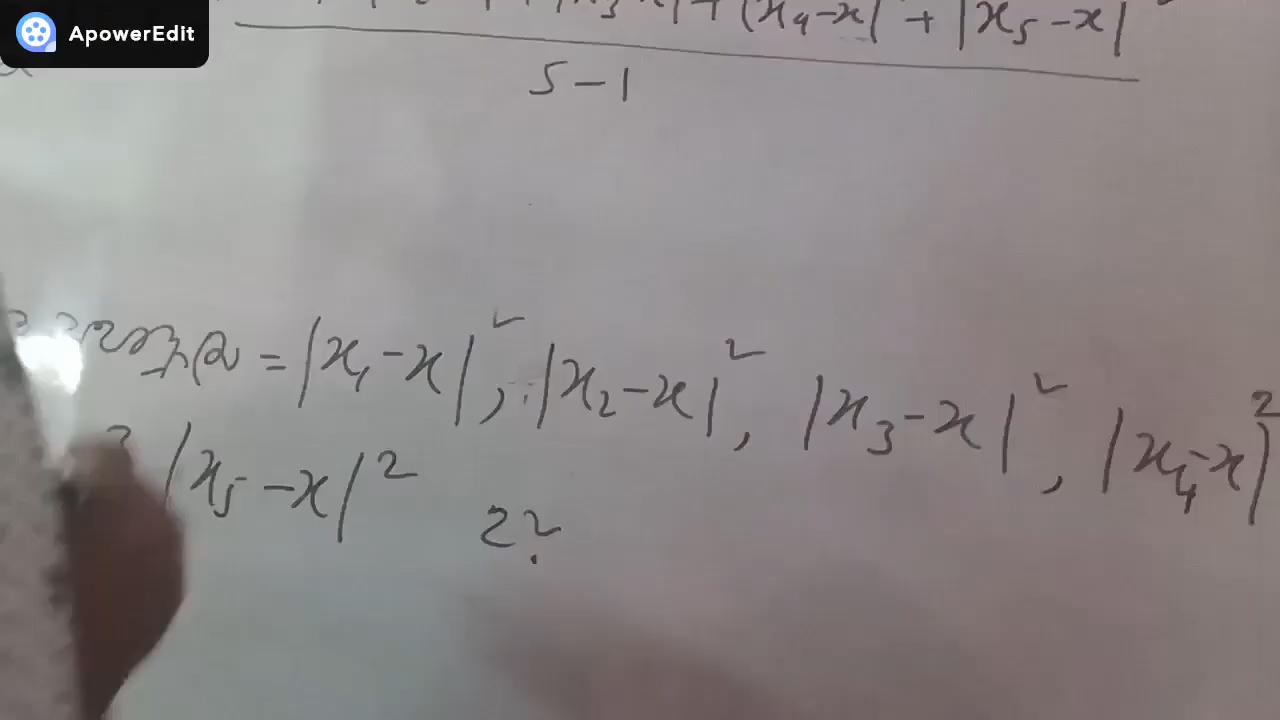 ApowerEdit
|x₄-x| + |x₅-x|²
5-1
= |x₁-x|², |x₂-x|², |x₃-x|², |x₄-x|²
|x₅-x|²